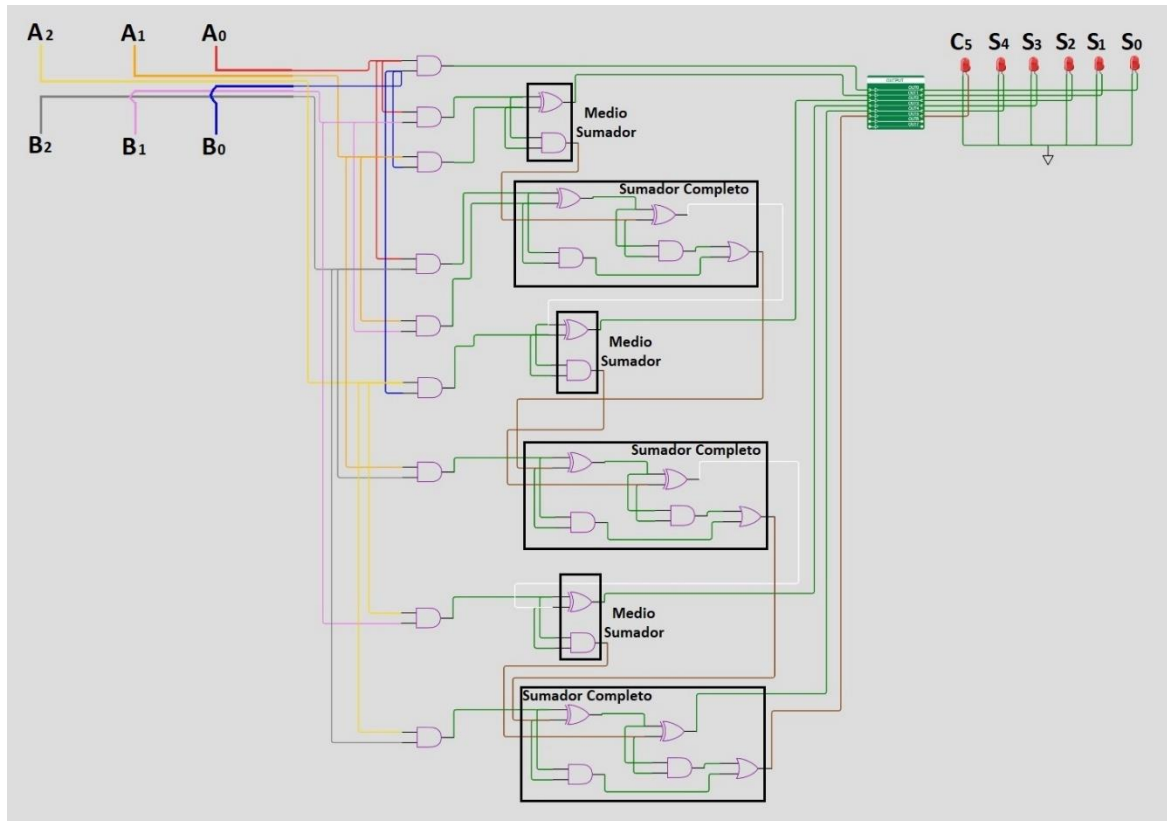 A2 A1 A0
B2 B1 B0
C5 S4 S3 S2 S1 S0
OUTPUT
Medio
Sumador
Sumador Completo
Medio
Sumador
Sumador Completo
Medio
Sumador
Sumador Completo